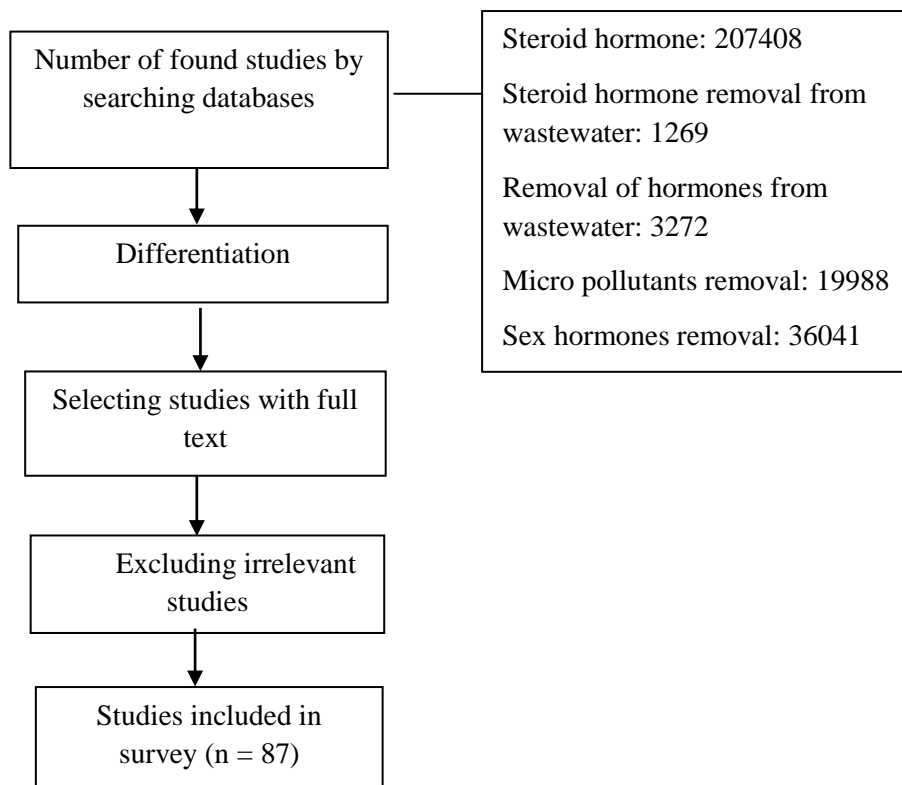 Number of found studies by
searching databases
Steroid hormone: 207408
Steroid hormone removal from
wastewater: 1269
Removal of hormones from
wastewater: 3272
Micro pollutants removal: 19988
Sex hormones removal: 36041
Differentiation
Selecting studies with full
text
Excluding irrelevant
studies
Studies included in
survey (n = 87)